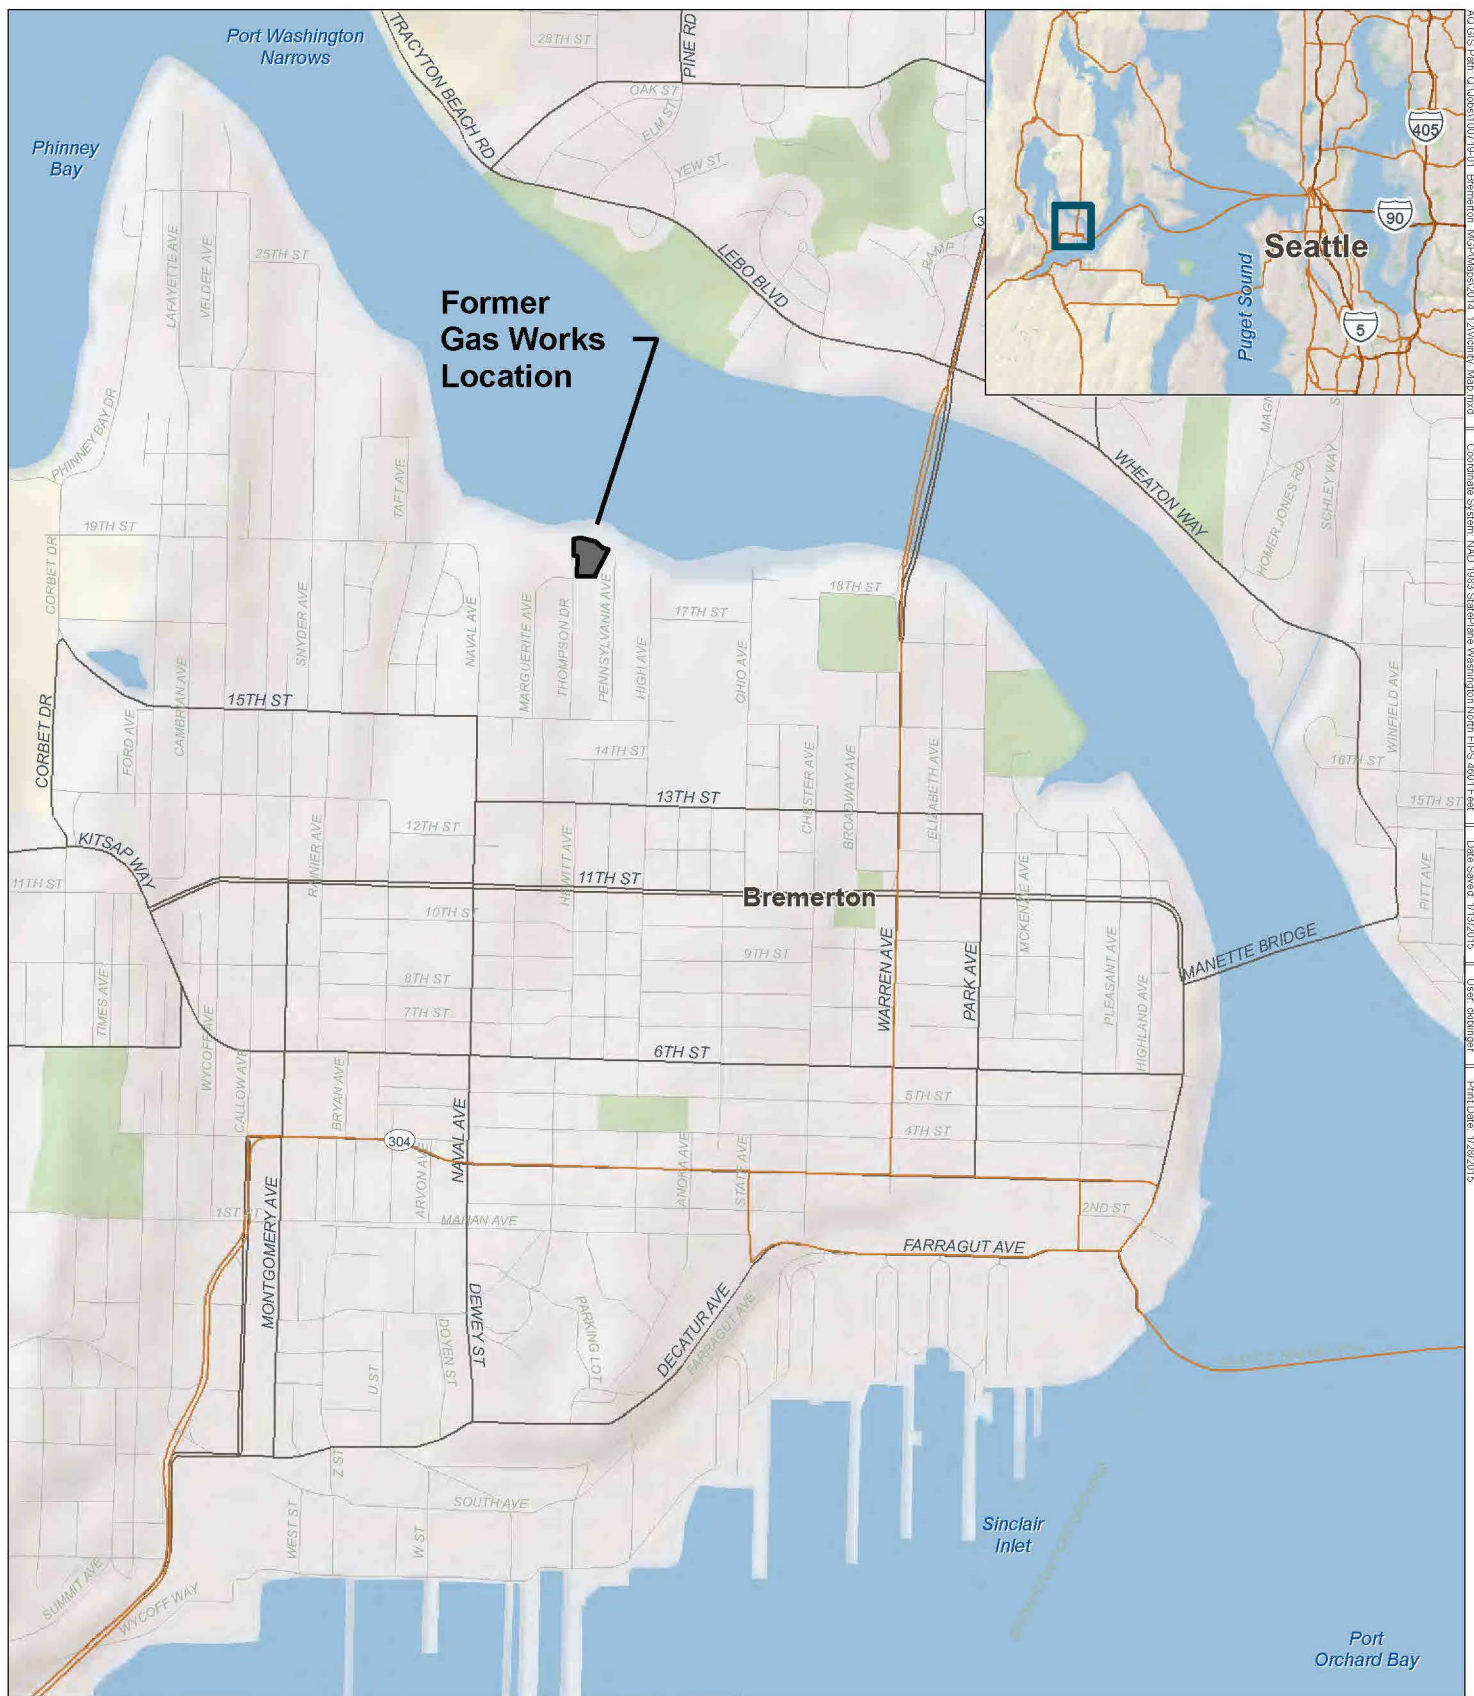 Port Washington
Narrows
Phinney
Bay
TRACYTON BEACH RD
28TH ST
PINE RD
OAK ST
ELM ST
YEW ST
LEBO BLVD
RAMP
3
405
90
Seattle
Puget Sound
5
LAFAYETTE AVE
VELDEE AVE
25TH ST
Former
Gas Works
Location
PHINNEY BAY DR
TAFT AVE
19TH ST
CORBET DR
SNYDER AVE
NAVAL AVE
MARGUERITE AVE
THOMPSON DR
PENNSYLVANIA AVE
HIGH AVE
17TH ST
OHIO AVE
18TH ST
WHEATON WAY
HOMER JONES RD
SCHLEY WAY
MAGN
S
WINFIELD AVE
16TH ST
15TH ST
PITT AVE
CORBET DR
15TH ST
FORD AVE
CAMBRIAN AVE
14TH ST
13TH ST
CHESTER AVE
BROADWAY AVE
ELIZABETH AVE
KITSAP WAY
12TH ST
RAINIER AVE
HEWITT AVE
11TH ST
11TH ST
Bremerton
10TH ST
9TH ST
8TH ST
7TH ST
MCKENZIE AVE
PLEASANT AVE
HIGHLAND AVE
MANETTE BRIDGE
WARREN AVE
PARK AVE
TIMES AVE
WYCOFF AVE
CALLOW AVE
6TH ST
BRYAN AVE
NAVAL AVE
5TH ST
4TH ST
304
ARVON AVE
ANOKA AVE
STATE AVE
1ST ST
MAHAN AVE
2ND ST
MONTGOMERY AVE
FARRAGUT AVE
DEWEY ST
DECATUR AVE
FARRAGUT AVE
PARKING LOT
DOYEN ST
U ST
Z ST
SOUTH AVE
WEST ST
W ST
SUMMIT AVE
WYCOFF WAY
Sinclair
Inlet
Port
Orchard Bay